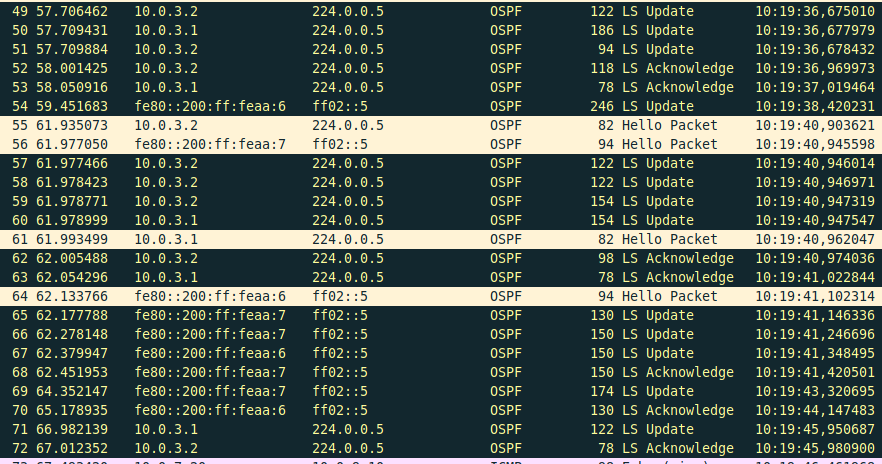 49 57.706462 10.0.3.2 224.0.0.5 OSPF 122 LS Update 10:19:36,675010
50 57.709431 10.0.3.1 224.0.0.5 OSPF 186 LS Update 10:19:36,677979
51 57.709884 10.0.3.2 224.0.0.5 OSPF 94 LS Update 10:19:36,678432
52 58.001425 10.0.3.2 224.0.0.5 OSPF 118 LS Acknowledge 10:19:36,969973
53 58.050916 10.0.3.1 224.0.0.5 OSPF 78 LS Acknowledge 10:19:37,019464
54 59.451683 fe80::200:ff:feaa:6 ff02::5 OSPF 246 LS Update 10:19:38,420231
55 61.935073 10.0.3.2 224.0.0.5 OSPF 82 Hello Packet 10:19:40,903621
56 61.977050 fe80::200:ff:feaa:7 ff02::5 OSPF 94 Hello Packet 10:19:40,945598
57 61.977466 10.0.3.2 224.0.0.5 OSPF 122 LS Update 10:19:40,946014
58 61.978423 10.0.3.2 224.0.0.5 OSPF 122 LS Update 10:19:40,946971
59 61.978771 10.0.3.2 224.0.0.5 OSPF 154 LS Update 10:19:40,947319
60 61.978999 10.0.3.1 224.0.0.5 OSPF 154 LS Update 10:19:40,947547
61 61.993499 10.0.3.1 224.0.0.5 OSPF 82 Hello Packet 10:19:40,962047
62 62.005488 10.0.3.2 224.0.0.5 OSPF 98 LS Acknowledge 10:19:40,974036
63 62.054296 10.0.3.1 224.0.0.5 OSPF 78 LS Acknowledge 10:19:41,022844
64 62.133766 fe80::200:ff:feaa:6 ff02::5 OSPF 94 Hello Packet 10:19:41,102314
65 62.177788 fe80::200:ff:feaa:7 ff02::5 OSPF 130 LS Update 10:19:41,146336
66 62.278148 fe80::200:ff:feaa:7 ff02::5 OSPF 150 LS Update 10:19:41,246696
67 62.379947 fe80::200:ff:feaa:6 ff02::5 OSPF 150 LS Update 10:19:41,348495
68 62.451953 fe80::200:ff:feaa:7 ff02::5 OSPF 150 LS Acknowledge 10:19:41,420501
69 64.352147 fe80::200:ff:feaa:7 ff02::5 OSPF 174 LS Update 10:19:43,320695
70 65.178935 fe80::200:ff:feaa:6 ff02::5 OSPF 130 LS Acknowledge 10:19:44,147483
71 66.982139 10.0.3.1 224.0.0.5 OSPF 122 LS Update 10:19:45,950687
72 67.012352 10.0.3.2 224.0.0.5 OSPF 78 LS Acknowledge 10:19:45,980900